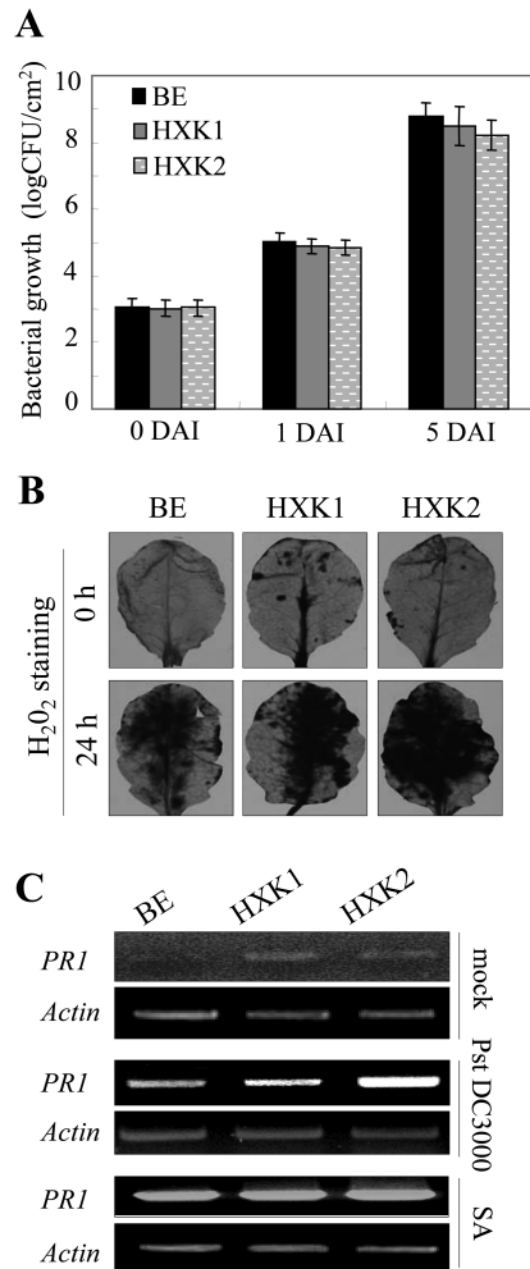 A
Bacterial growth (logCFU/cm²)
10
8
6
4
2
0
BE
HXK1
HXK2
0 DAI 1 DAI 5 DAI
B
BE HXK1 HXK2
H₂O₂ staining
0 h
24 h
C
BE HXK1 HXK2
PR1
Actin
mock
PR1
Actin
Pst DC3000
PR1
Actin
SA